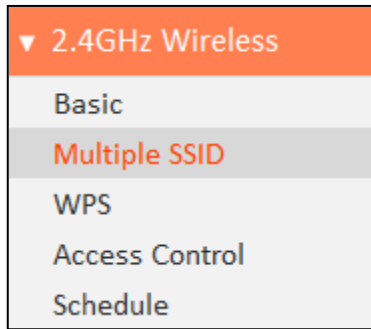 2.4GHz Wireless
Basic
Multiple SSID
WPS
Access Control
Schedule